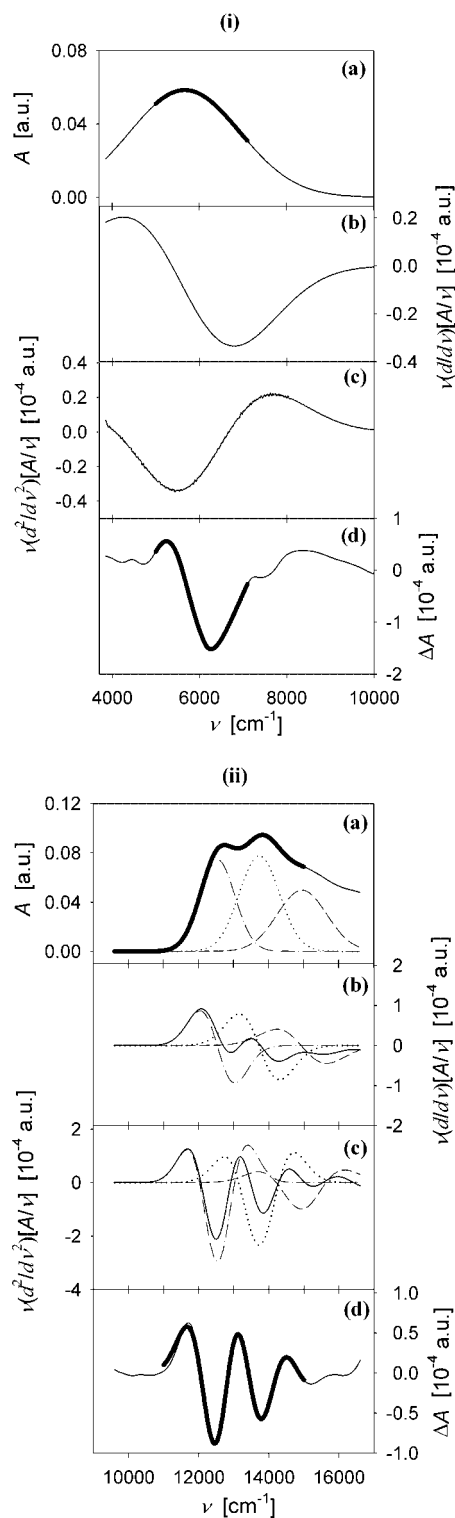 (i)
0.08
(a)
A [a.u.]
0.04
0.00
(b)
0.2
0.0
-0.2
-0.4
ν(d/dν)[A/ν] [10⁻⁴ a.u.]
0.4
(c)
0.2
0.0
-0.2
-0.4
ν(d²/dν²)[A/ν] [10⁻⁴ a.u.]
(d)
1
0
-1
-2
ΔA [10⁻⁴ a.u.]
4000 6000 8000 10000
ν [cm⁻¹]
(ii)
0.12
(a)
A [a.u.]
0.08
0.04
0.00
(b)
2
1
0
-1
-2
ν(d/dν)[A/ν] [10⁻⁴ a.u.]
(c)
2
0
-2
-4
ν(d²/dν²)[A/ν] [10⁻⁴ a.u.]
(d)
1.0
0.5
0.0
-0.5
-1.0
ΔA [10⁻⁴ a.u.]
10000 12000 14000 16000
ν [cm⁻¹]